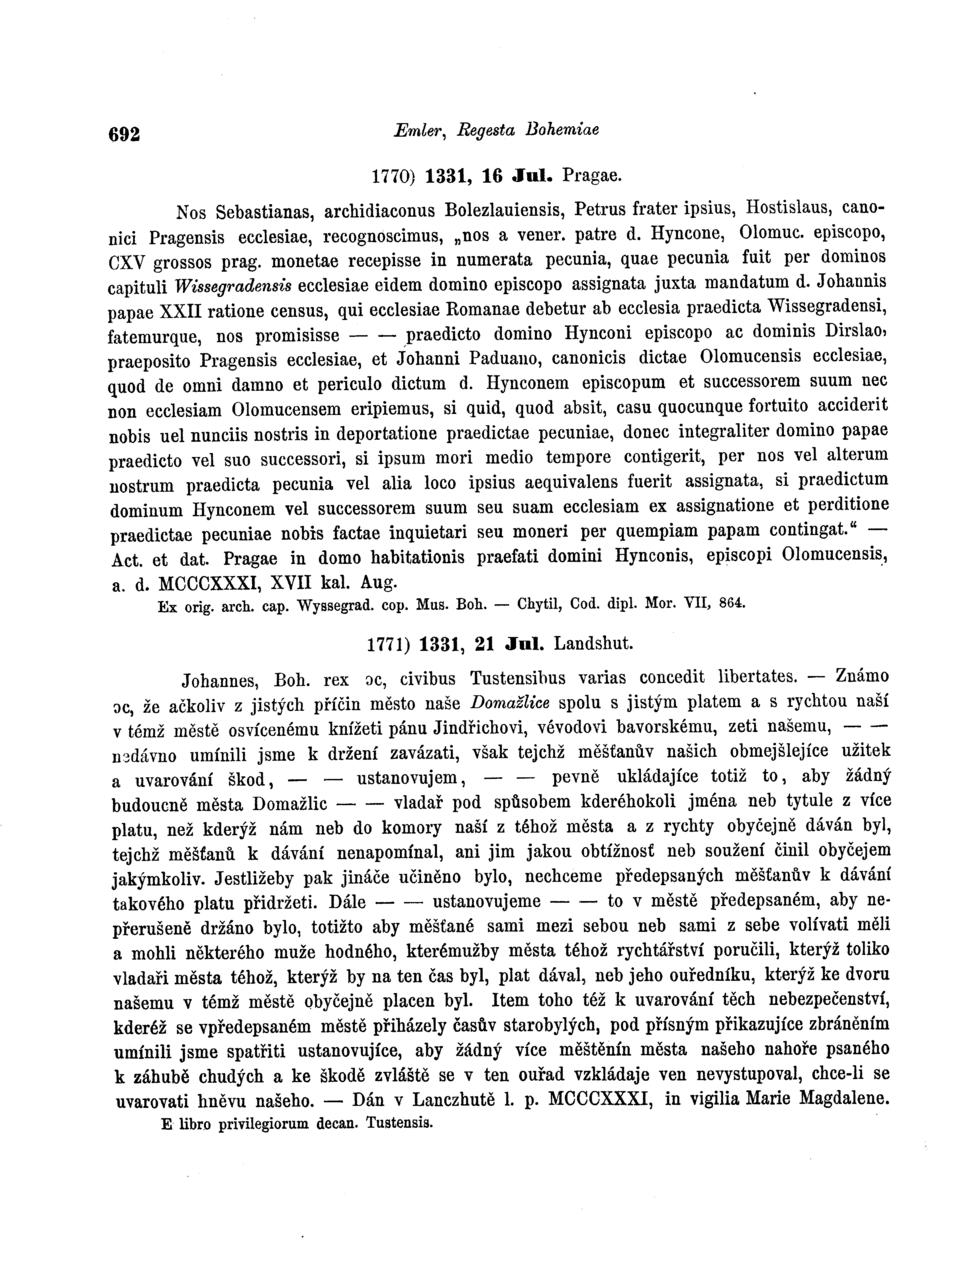 692 Emler, Regesta Bohemiae
1770) 1331, 16 Jul. Pragae.
Nos Sebastianas, archidiaconus Bolezlauiensis, Petrus frater ipsius, Hostislaus, cano-
nici Pragensis ecclesiae, recognoscimus, „nos a vener. patre d. Hyncone, Olomuc. episcopo,
CXV grossos prag. monetae recepisse in numerata pecunia, quae pecunia fuit per dominos
capituli Wissegradensis ecclesiae eidem domino episcopo assignata juxta mandatum d. Johannis
papae XXII ratione census, qui ecclesiae Romanae debetur ab ecclesia praedicta Wissegradensi,
fatemurque, nos promisisse — — praedicto domino Hynconi episcopo ac dominis Dirslao,
praeposito Pragensis ecclesiae, et Johanni Paduano, canonicis dictae Olomucensis ecclesiae,
quod de omni damno et periculo dictum d. Hynconem episcopum et successorem suum nec
non ecclesiam Olomucensem eripiemus, si quid, quod absit, casu quocunque fortuito acciderit
nobis uel nunciis nostris in deportatione praedictae pecuniae, donec integraliter domino papae
praedicto vel suo successori, si ipsum mori medio tempore contigerit, per nos vel alterum
nostrum praedicta pecunia vel alia loco ipsius aequivalens fuerit assignata, si praedictum
dominum Hynconem vel successorem suum seu suam ecclesiam ex assignatione et perditione
praedictae pecuniae nobis factae inquietari seu moneri per quempiam papam contingat.“ —
Act. et dat. Pragae in domo habitationis praefati domini Hynconis, episcopi Olomucensis,
a. d. MCCCXXXI, XVII kal. Aug.
Ex orig. arch. cap. Wyssegrad. cop. Mus. Boh. — Chytil, Cod. dipl. Mor. VII, 864.
1771) 1331, 21 Jul. Landshut.
Johannes, Boh. rex ɔc, civibus Tustensibus varias concedit libertates. — Známo
ɔc, že ačkoliv z jistých příčin město naše Domažlice spolu s jistým platem a s rychtou naší
v témž městě osvícenému knížeti pánu Jindřichovi, vévodovi bavorskému, zeti našemu, — —
nedávno umínili jsme k držení zavázati, však tejchž měšťanův našich obmejšlejíce užitek
a uvarování škod, — — ustanovujem, — — pevně ukládajíce totiž to, aby žádný
budoucně města Domažlic — — vladař pod spůsobem kderéhokoli jména neb tytule z více
platu, než kderýž nám neb do komory naší z téhož města a z rychty obyčejně dáván byl,
tejchž měšťanů k dávání nenapomínal, ani jim jakou obtížnosť neb soužení činil obyčejem
jakýmkoliv. Jestližeby pak jináče učiněno bylo, nechceme předepsaných měšťanův k dávání
takového platu přidržeti. Dále — — ustanovujeme — — to v městě předepsaném, aby ne-
přerušeně držáno bylo, totižto aby měšťané sami mezi sebou neb sami z sebe volívati měli
a mohli některého muže hodného, kterémužby města téhož rychtářství poručili, kterýž toliko
vladaři města téhož, kterýž by na ten čas byl, plat dával, neb jeho ouředníku, kterýž ke dvoru
našemu v témž městě obyčejně placen byl. Item toho též k uvarování těch nebezpečenství,
kderéž se vpředepsaném městě přiházely časův starobylých, pod přísným přikazujíce zbráněním
umínili jsme spatřiti ustanovujíce, aby žádný více měštěnín města našeho nahoře psaného
k záhubě chudých a ke škodě zvláště se v ten ouřad vzkládaje ven nevystupoval, chce-li se
uvarovati hněvu našeho. — Dán v Lanczhutě l. p. MCCCXXXI, in vigilia Marie Magdalene.
E libro privilegiorum decan. Tustensis.